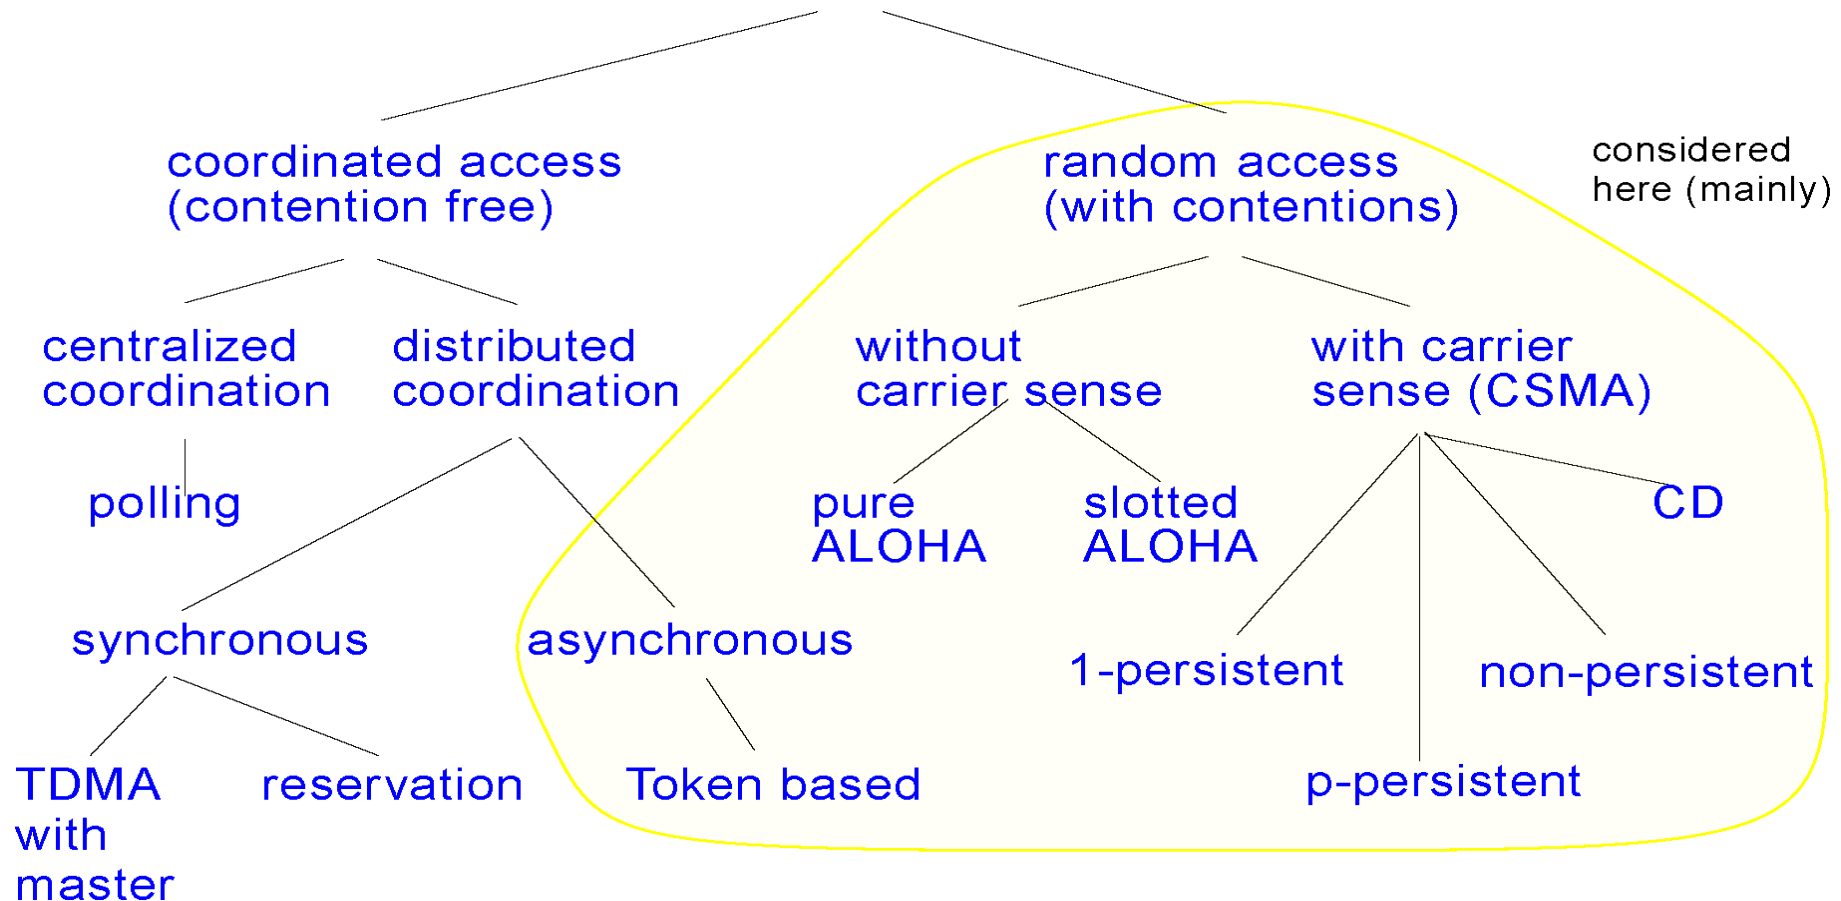 coordinated access
(contention free)
random access
(with contentions)
considered
here (mainly)
centralized
coordination
distributed
coordination
without
carrier sense
with carrier
sense (CSMA)
polling
pure
ALOHA
slotted
ALOHA
CD
synchronous
asynchronous
1-persistent
non-persistent
TDMA
with
master
reservation
Token based
p-persistent